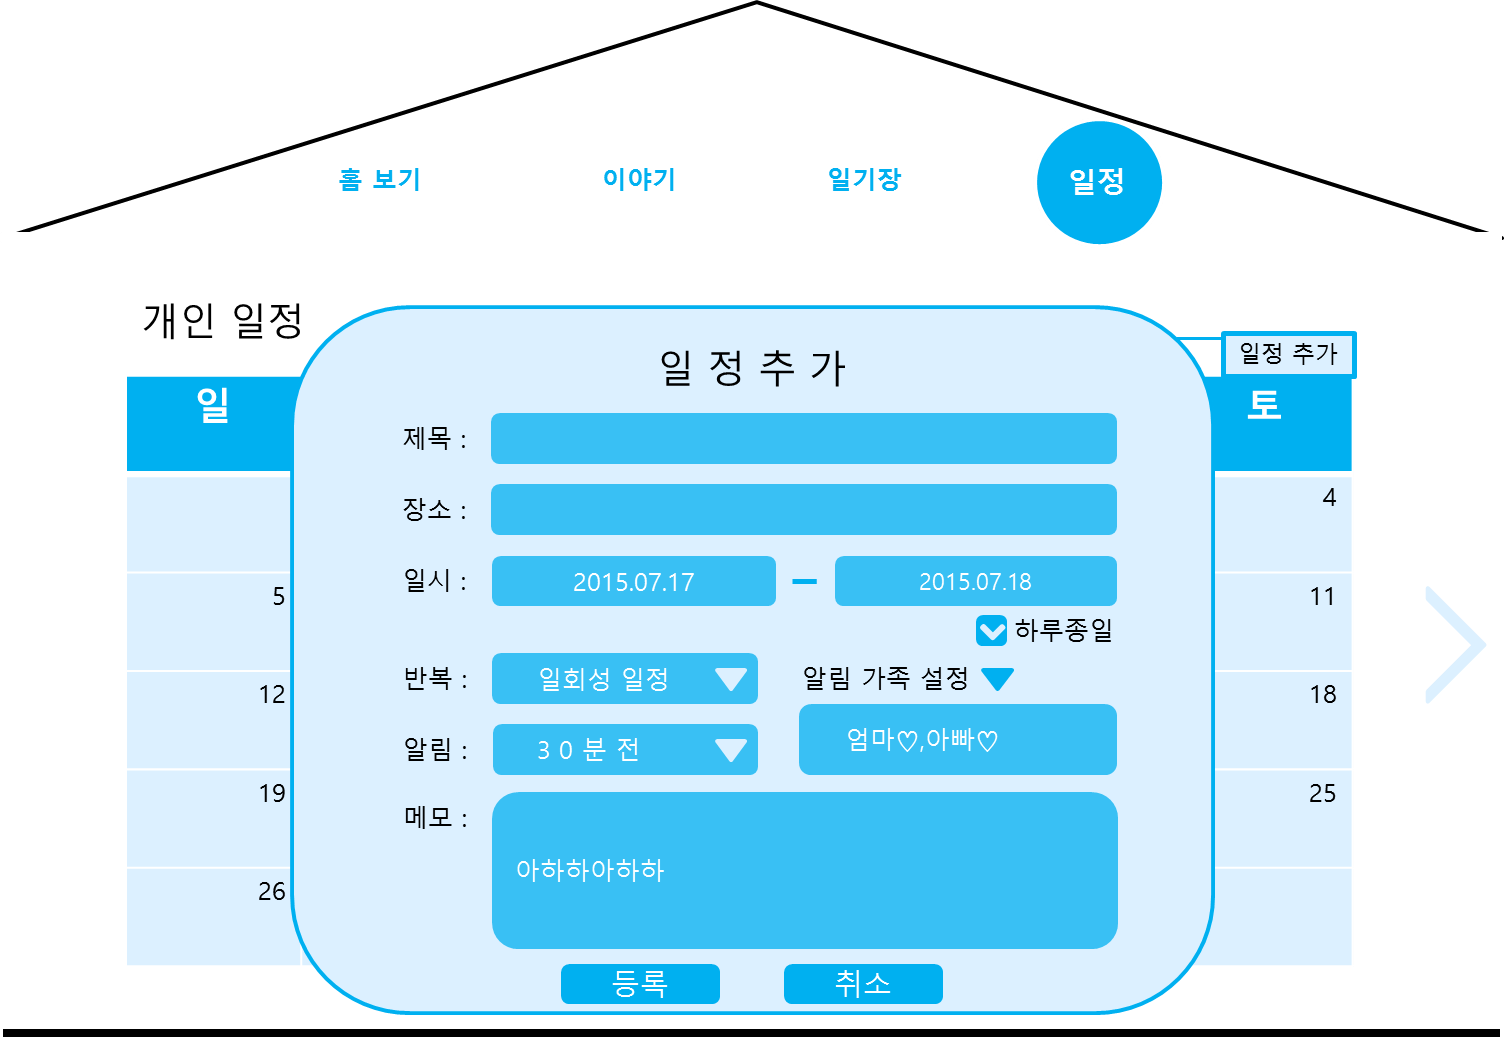 홈 보기 이야기 일기장 일정
개인 일정
일정 추가
일 토
4
5 11
12 18
19 25
26
일 정 추 가
제목 :
장소 :
일시 : 2015.07.17 – 2015.07.18
하루종일
반복 : 일회성 일정 알림 가족 설정
알림 : 3 0 분 전 엄마♡,아빠♡
메모 :
아하하아하하
등록 취소